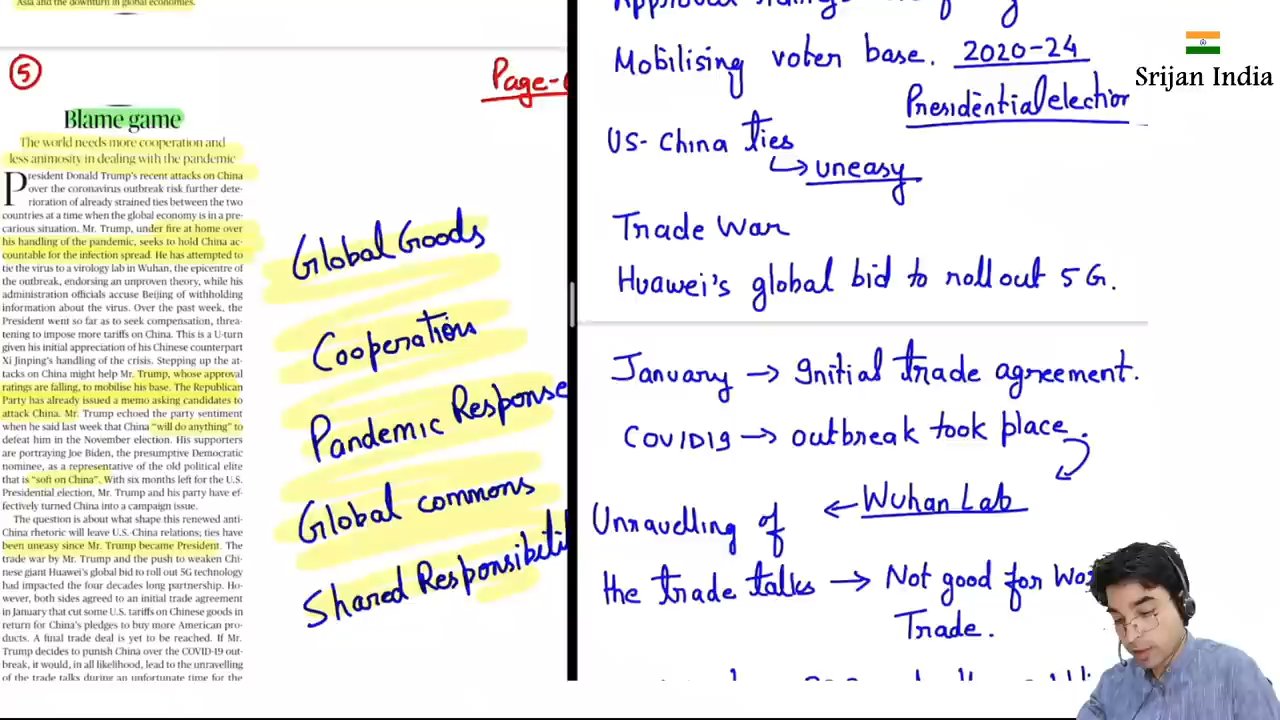 Asia and the downturn in global economies.
5
Page-
Blame game
The world needs more cooperation and
less animosity in dealing with the pandemic
President Donald Trump's recent attacks on China
over the coronavirus outbreak risk further dete-
rioration of already strained ties between the two
countries at a time when the global economy is in a pre-
carious situation. Mr. Trump, under fire at home over
his handling of the pandemic, seeks to hold China ac-
countable for the infection spread. He has attempted to
tie the virus to a virology lab in Wuhan, the epicentre of
the outbreak, endorsing an unproven theory, while his
administration officials accuse Beijing of withholding
information about the virus. Over the past week, the
President went so far as to seek compensation, threa-
tening to impose more tariffs on China. This is a U-turn
given his initial appreciation of his Chinese counterpart
Xi Jinping's handling of the crisis. Stepping up the at-
tacks on China might help Mr. Trump, whose approval
ratings are falling, to mobilise his base. The Republican
Party has already issued a memo asking candidates to
attack China. Mr. Trump echoed the party sentiment
when he said last week that China "will do anything" to
defeat him in the November election. His supporters
are portraying Joe Biden, the presumptive Democratic
nominee, as a representative of the old political elite
that is "soft on China". With six months left for the U.S.
Presidential election, Mr. Trump and his party have ef-
fectively turned China into a campaign issue.
The question is about what shape this renewed anti-
China rhetoric will leave U.S.-China relations; ties have
been uneasy since Mr. Trump became President. The
trade war by Mr. Trump and the push to weaken Chi-
nese giant Huawei's global bid to roll out 5G technology
had impacted the four decades long partnership. Ho-
wever, both sides agreed to an initial trade agreement
in January that cut some U.S. tariffs on Chinese goods in
return for China's pledges to buy more American pro-
ducts. A final trade deal is yet to be reached. If Mr.
Trump decides to punish China over the COVID-19 out-
break, it would, in all likelihood, lead to the unravelling
of the trade talks during an unfortunate time for the
Global Goods
Cooperation
Pandemic Response
Global commons
Shared Responsibili
Mobilising voter base. 2020-24
Presidential election
US-China ties
uneasy
Trade War
Huawei's global bid to roll out 5G.
January → Initial trade agreement.
COVID19 → outbreak took place.
Unravelling of ← Wuhan Lab
the trade talks → Not good for Wo
Trade.
Srijan India